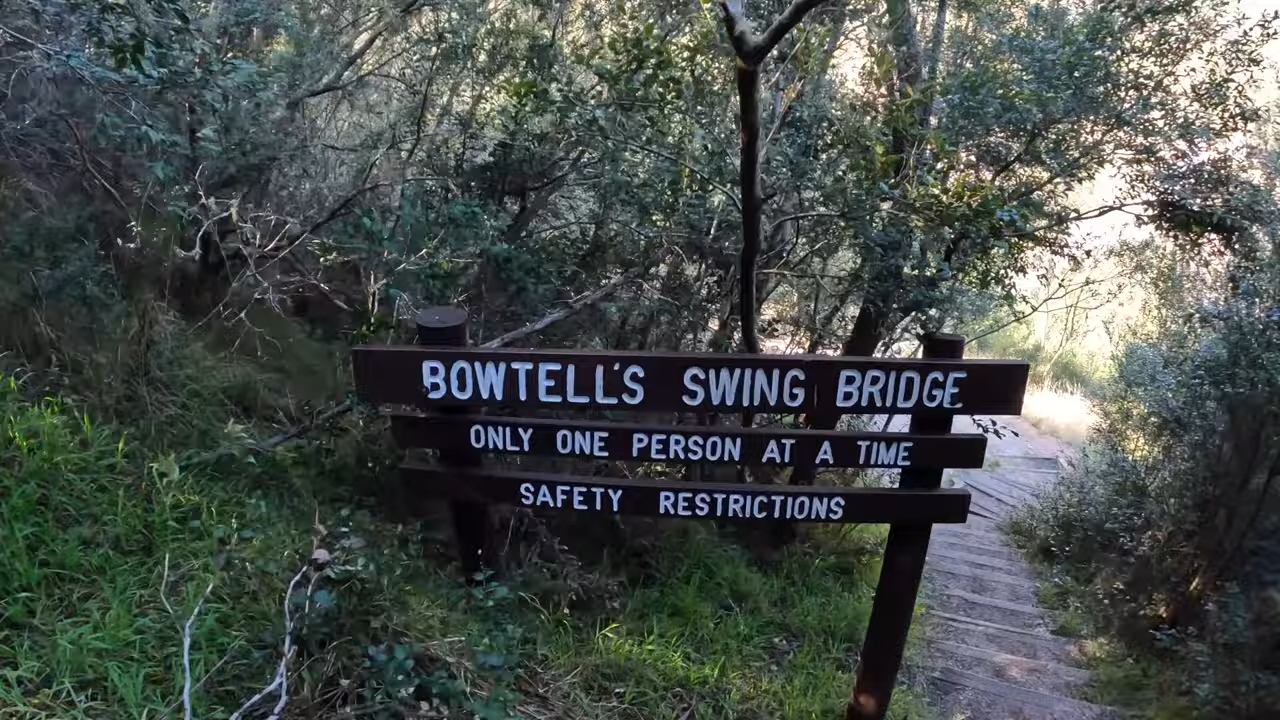 BOWTELL'S SWING BRIDGE
ONLY ONE PERSON AT A TIME
SAFETY RESTRICTIONS